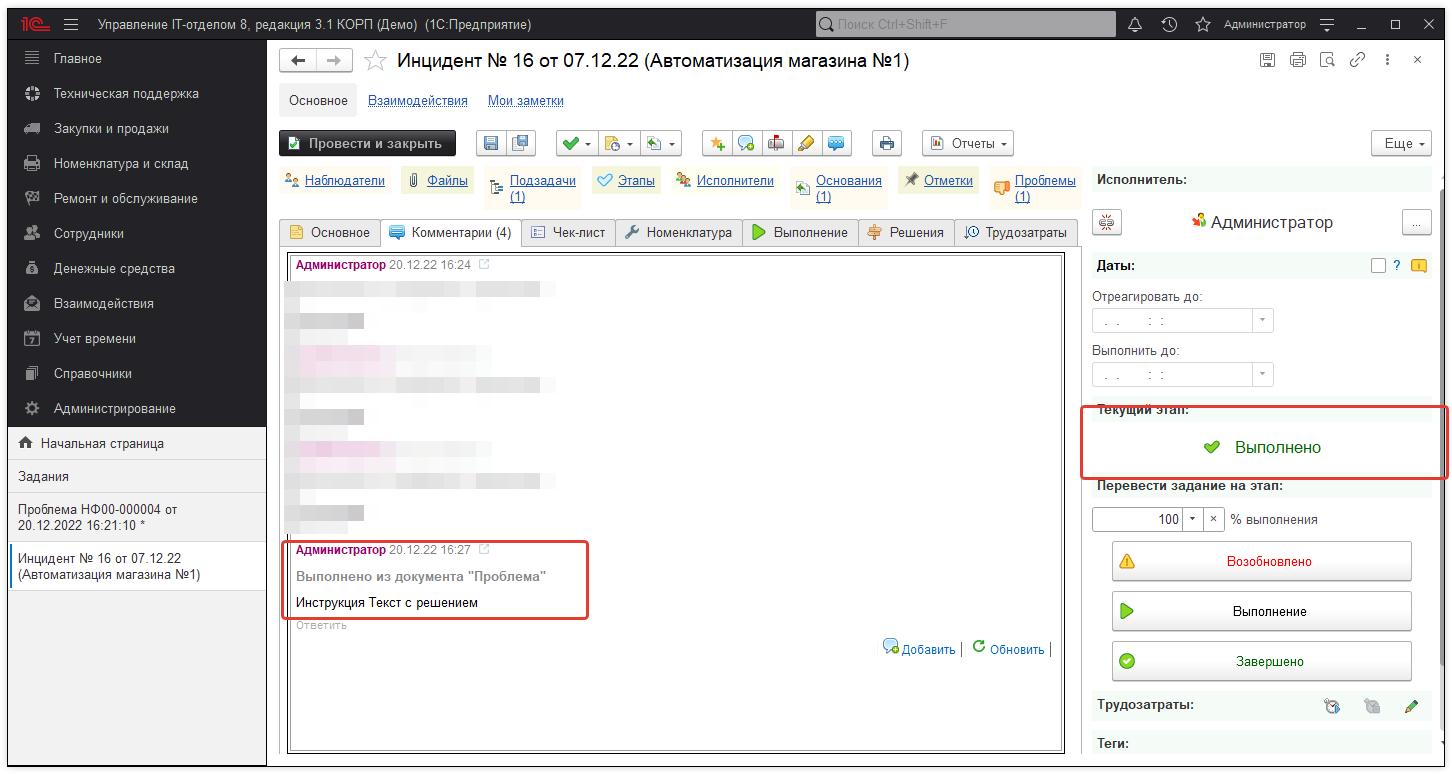 1С Управление IT-отделом 8, редакция 3.1 КОРП (Демо) (1С:Предприятие) Поиск Ctrl+Shift+F Администратор
Главное
Техническая поддержка
Закупки и продажи
Номенклатура и склад
Ремонт и обслуживание
Сотрудники
Денежные средства
Взаимодействия
Учет времени
Справочники
Администрирование
Начальная страница
Задания
Проблема НФ00-000004 от
20.12.2022 16:21:10 *
Инцидент № 16 от 07.12.22
(Автоматизация магазина №1)
Инцидент № 16 от 07.12.22 (Автоматизация магазина №1)
Основное Взаимодействия Мои заметки
Провести и закрыть Отчеты Еще
Наблюдатели Файлы Подзадачи (1) Этапы Исполнители Основания (1) Отметки Проблемы (1)
Основное Комментарии (4) Чек-лист Номенклатура Выполнение Решения Трудозатраты
Администратор 20.12.22 16:24
Администратор 20.12.22 16:27
Выполнено из документа "Проблема"
Инструкция Текст с решением
Ответить
Добавить | Обновить |
Исполнитель:
Администратор ...
Даты: ?
Отреагировать до:
. . : :
Выполнить до:
. . : :
Текущий этап:
Выполнено
Перевести задание на этап:
100 × % выполнения
Возобновлено
Выполнение
Завершено
Трудозатраты:
Теги: